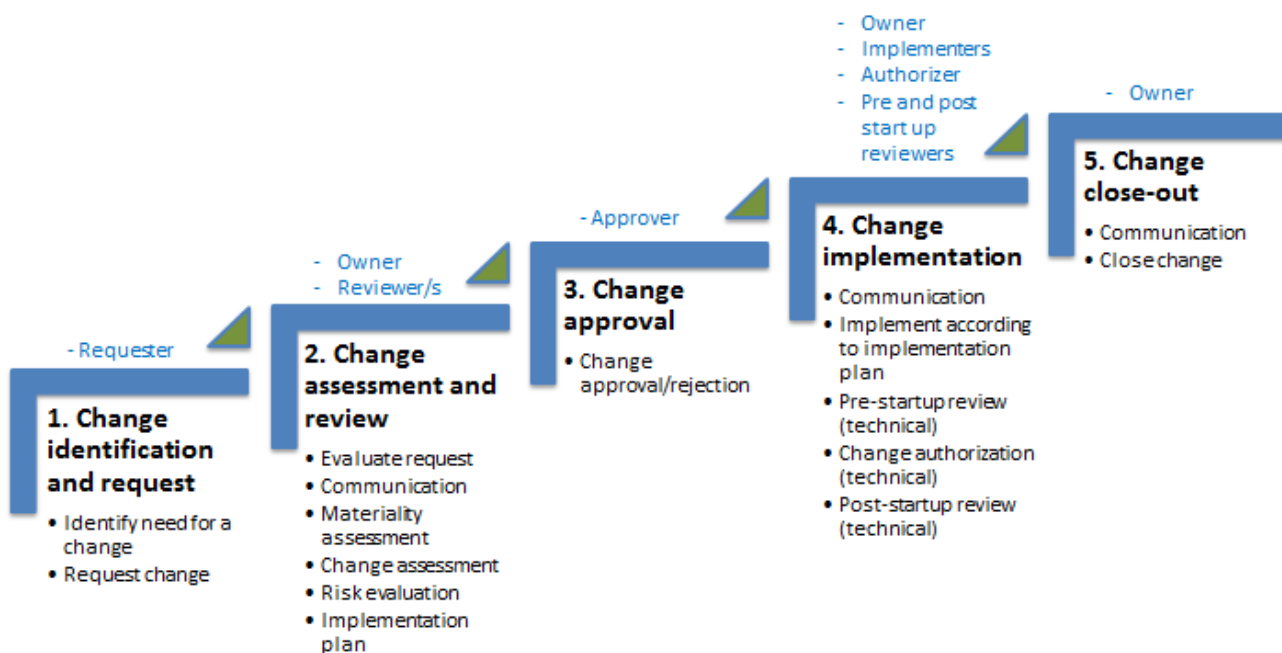 - Requester
1. Change
identification
and request
• Identify need for a
change
• Request change
- Owner
- Reviewer/s
2. Change
assessment and
review
• Evaluate request
• Communication
• Materiality
assessment
• Change assessment
• Risk evaluation
• Implementation
plan
- Approver
3. Change
approval
• Change
approval/rejection
- Owner
- Implementers
- Authorizer
- Pre and post
start up
reviewers
4. Change
implementation
• Communication
• Implement according
to implementation
plan
• Pre-startup review
(technical)
• Change authorization
(technical)
• Post-startup review
(technical)
- Owner
5. Change
close-out
• Communication
• Close change